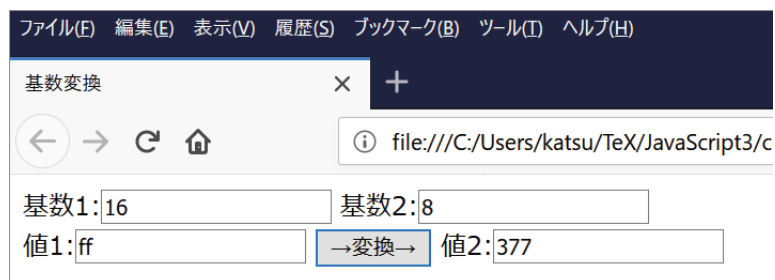 ファイル(F) 編集(E) 表示(V) 履歴(S) ブックマーク(B) ツール(T) ヘルプ(H)
基数変換
file:///C:/Users/katsu/TeX/JavaScript3/c
基数1:16 基数2:8
値1:ff →変換→ 値2:377